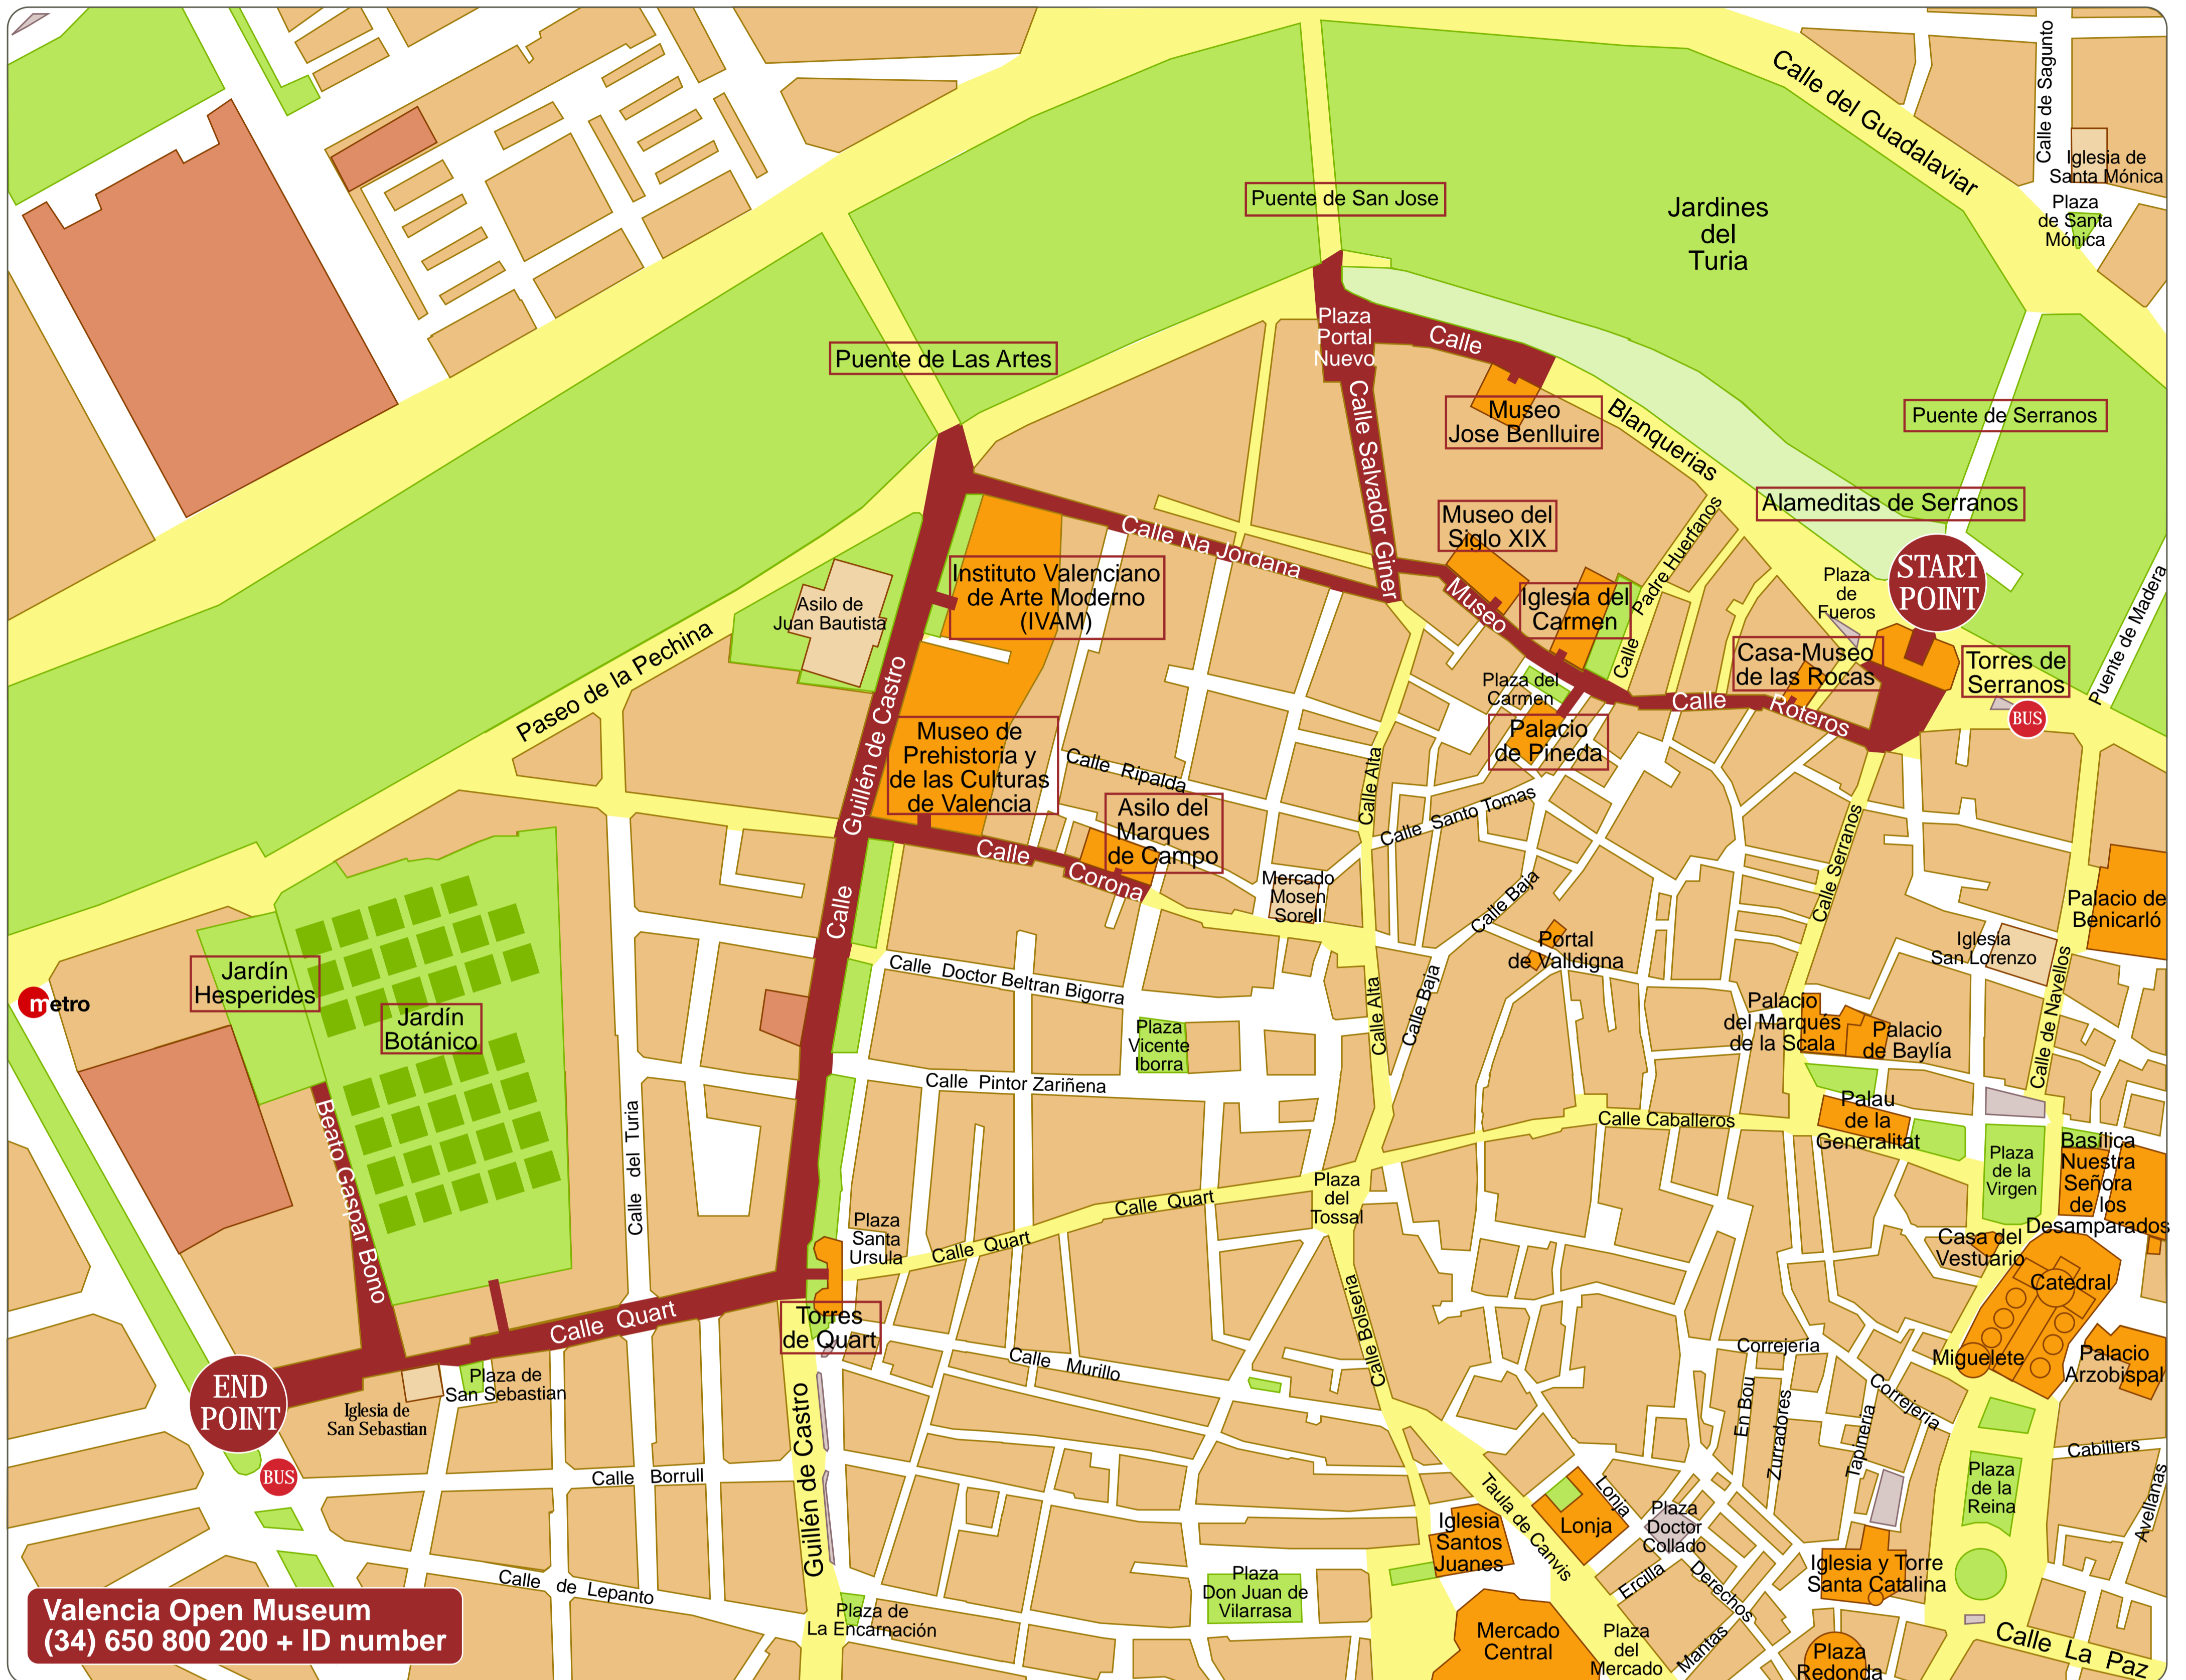 Calle de Sagunto
Calle del Guadalaviar
Iglesia de
Santa Mónica
Plaza
de Santa
Mónica
Puente de San Jose
Jardines
del
Turia
Plaza
Portal
Nuevo
Calle
Blanquerias
Puente de Las Artes
Museo
Jose Benlluire
Puente de Serranos
Calle Salvador Giner
Alameditas de Serranos
Museo del
Siglo XIX
Calle Na Jordana
START
POINT
Plaza
de
Fueros
Calle Padre Huerfanos
Puente de Madera
Instituto Valenciano
de Arte Moderno
(IVAM)
Asilo de
Juan Bautista
Museo
Iglesia del
Carmen
Casa-Museo
de las Rocas
Torres de
Serranos
BUS
Paseo de la Pechina
Plaza del
Carmen
Calle Roteros
Palacio
de Pineda
Calle Guillén de Castro
Museo de
Prehistoria y
de las Culturas
de Valencia
Calle Ripalda
Calle Alta
Calle Santo Tomas
Asilo del
Marques
de Campo
Calle Corona
Calle Serranos
Mercado
Mosen
Sorell
Calle Baja
Palacio de
Benicarló
Portal
de Valldigna
Iglesia
San Lorenzo
Jardín
Hesperides
metro
Jardín
Botánico
Calle Doctor Beltran Bigorra
Calle Alta
Calle Baja
Calle de Navellos
Palacio
del Marqués
de la Scala
Palacio
de Baylía
Plaza
Vicente
Iborra
Calle Pintor Zariñena
Beato Gaspar Bono
Calle del Turia
Calle Caballeros
Palau
de la
Generalitat
Plaza
de la
Virgen
Basílica
Nuestra
Señora
de los
Desamparados
Plaza
del
Tossal
Calle Quart
Plaza
Santa
Ursula
Calle Quart
Casa del
Vestuario
Catedral
Calle Quart
Torres
de Quart
Calle Bolseria
Calle Murillo
Correjeria
Miguelete
Palacio
Arzobispal
Plaza de
San Sebastian
Iglesia de
San Sebastian
END
POINT
BUS
Correjeria
En Bou
Zurradores
Tapineria
Cabillers
Avellanas
Calle Borrull
Guillén de Castro
Plaza
de la
Reina
Taula de Canvis
Lonja
Lonja
Plaza
Doctor
Collado
Iglesia
Santos
Juanes
Iglesia y Torre
Santa Catalina
Ercilla
Derechos
Calle de Lepanto
Plaza
Don Juan de
Vilarrasa
Plaza de
La Encarnación
Mercado
Central
Plaza
del
Mercado
Mantas
Plaza
Redonda
Calle La Paz
Valencia Open Museum
(34) 650 800 200 + ID number